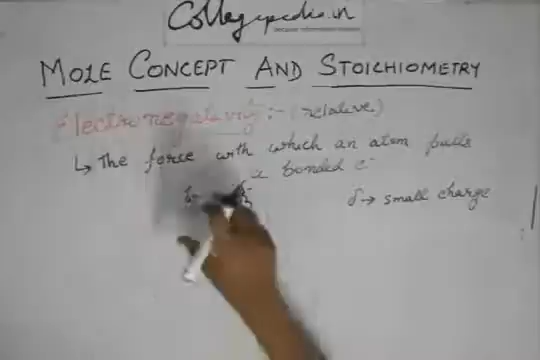 Collegepedia.in
MOLE CONCEPT AND STOICHIOMETRY
Electronegativity:- (relative)
↳ The force with which an atom pulls
a bonded e⁻
δ → small charge